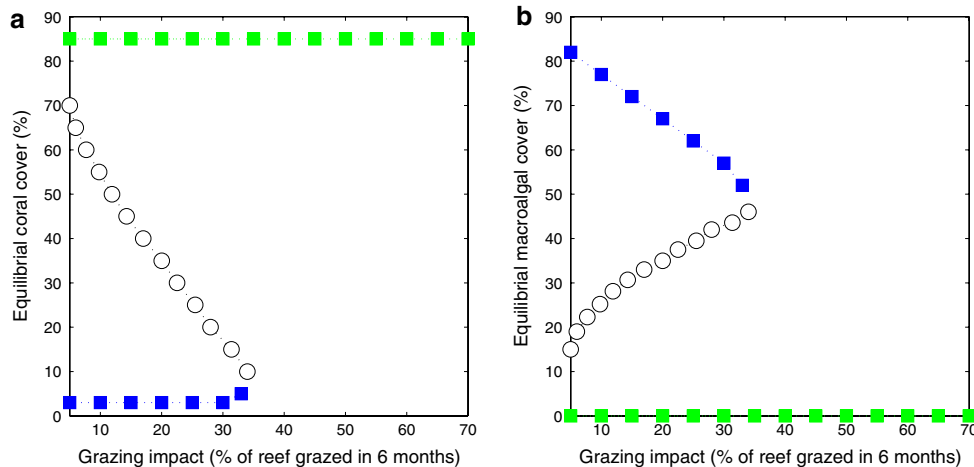 a
90
80
70
60
50
40
30
20
10
0
Equilibrial coral cover (%)
10 20 30 40 50 60 70
Grazing impact (% of reef grazed in 6 months)
b
90
80
70
60
50
40
30
20
10
0
Equilibrial macroalgal cover (%)
10 20 30 40 50 60 70
Grazing impact (% of reef grazed in 6 months)